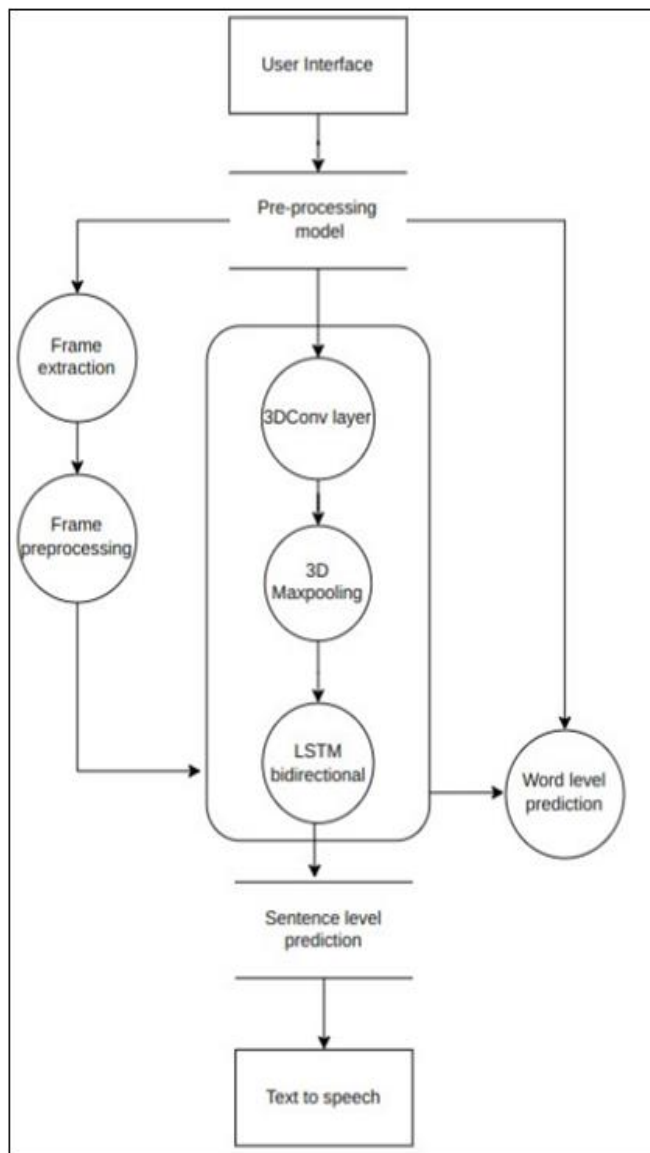 User Interface
Pre-processing
model
Frame
extraction
3DConv layer
Frame
preprocessing
3D
Maxpooling
LSTM
bidirectional
Word level
prediction
Sentence level
prediction
Text to speech